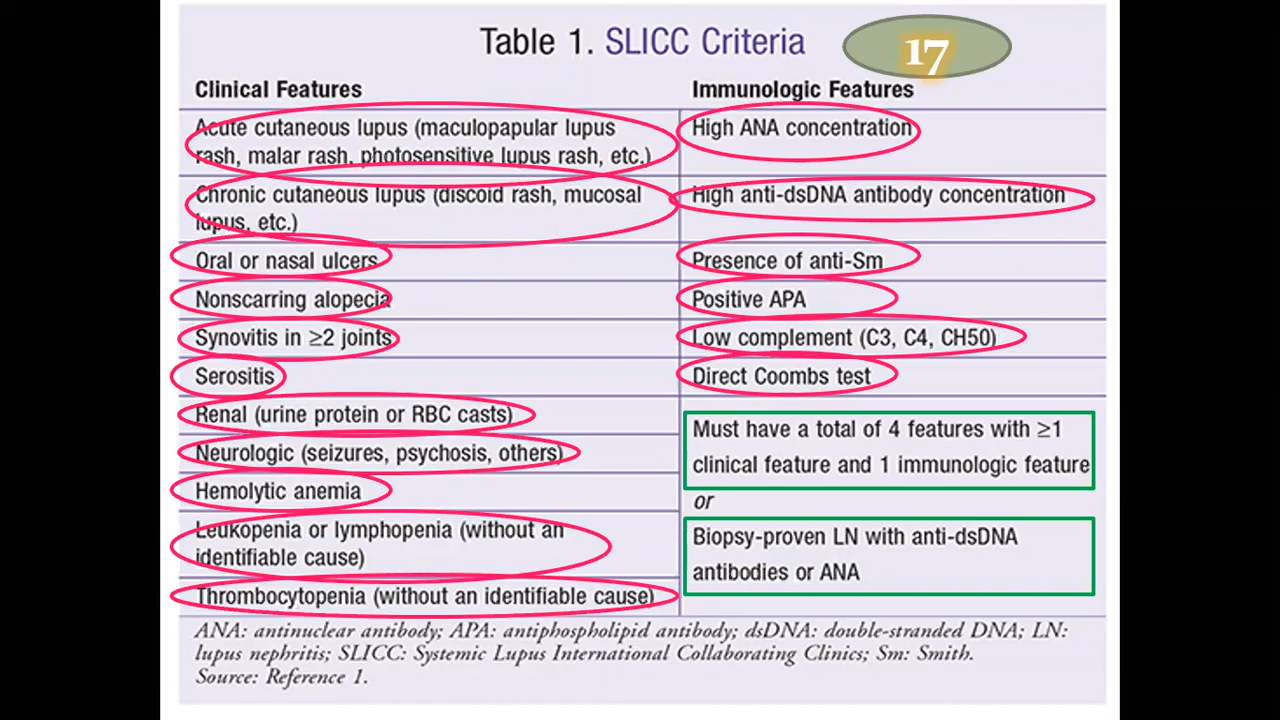 Table 1. SLICC Criteria
17
Clinical Features
Acute cutaneous lupus (maculopapular lupus
rash, malar rash, photosensitive lupus rash, etc.)
Chronic cutaneous lupus (discoid rash, mucosal
lupus, etc.)
Oral or nasal ulcers
Nonscarring alopecia
Synovitis in ≥2 joints
Serositis
Renal (urine protein or RBC casts)
Neurologic (seizures, psychosis, others)
Hemolytic anemia
Leukopenia or lymphopenia (without an
identifiable cause)
Thrombocytopenia (without an identifiable cause)
Immunologic Features
High ANA concentration
High anti-dsDNA antibody concentration
Presence of anti-Sm
Positive APA
Low complement (C3, C4, CH50)
Direct Coombs test
Must have a total of 4 features with ≥1
clinical feature and 1 immunologic feature
or
Biopsy-proven LN with anti-dsDNA
antibodies or ANA
ANA: antinuclear antibody; APA: antiphospholipid antibody; dsDNA: double-stranded DNA; LN:
lupus nephritis; SLICC: Systemic Lupus International Collaborating Clinics; Sm: Smith.
Source: Reference 1.